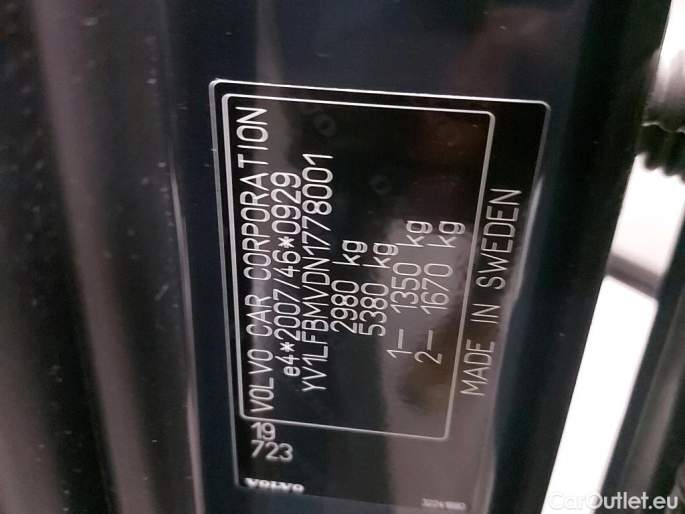 VOLVO CAR CORPORATION
e4*2007/46*0929
YV1LFBMVDN1778001
2980 kg
5380 kg
1– 1350 kg
2– 1670 kg
MADE IN SWEDEN
723
VOLVO
CarOutlet.eu